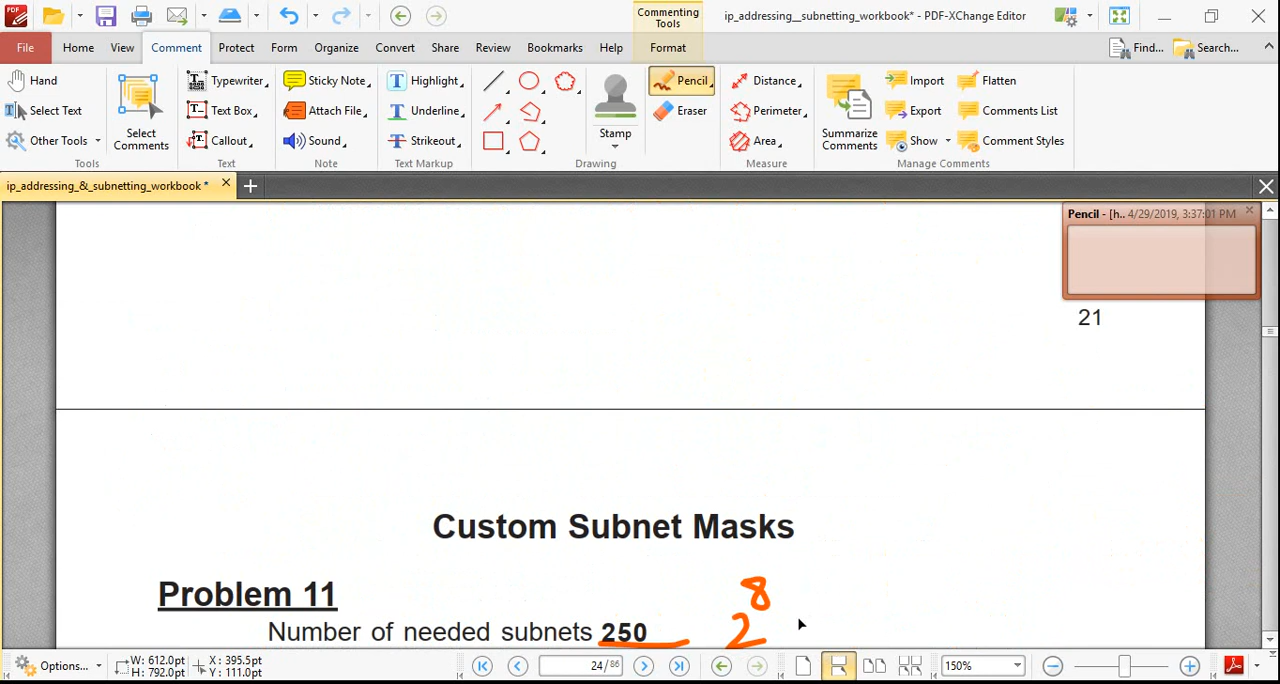 Commenting Tools
ip_addressing__subnetting_workbook* - PDF-XChange Editor
File Home View Comment Protect Form Organize Convert Share Review Bookmarks Help Format
Find... Search...
Hand Typewriter Sticky Note Highlight Pencil Distance Import Flatten
Select Text Text Box Attach File Underline Eraser Perimeter Export Comments List
Other Tools Select Comments Callout Sound Strikeout Stamp Area Summarize Comments Show Comment Styles
Tools Text Note Text Markup Drawing Measure Manage Comments
ip_addressing_&_subnetting_workbook *
Pencil - [h.. 4/29/2019, 3:37:01 PM
21
Custom Subnet Masks
Problem 11
8
Number of needed subnets 250 2
Options... W: 612.0pt X: 395.5pt 24 / 86 150%
H: 792.0pt Y: 111.0pt